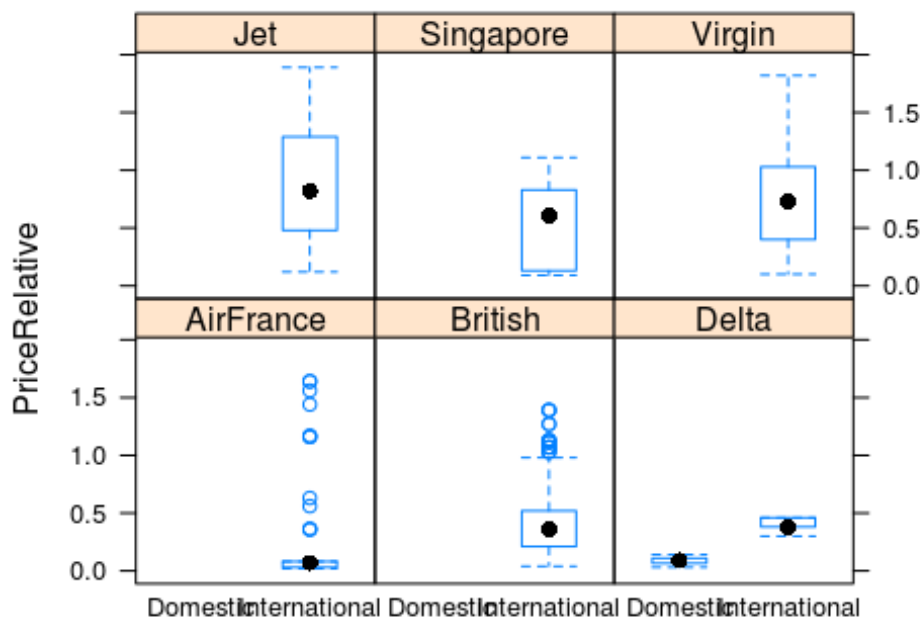 Jet Singapore Virgin
1.5
1.0
0.5
0.0
PriceRelative
AirFrance British Delta
1.5
1.0
0.5
0.0
Domestic International Domestic International Domestic International